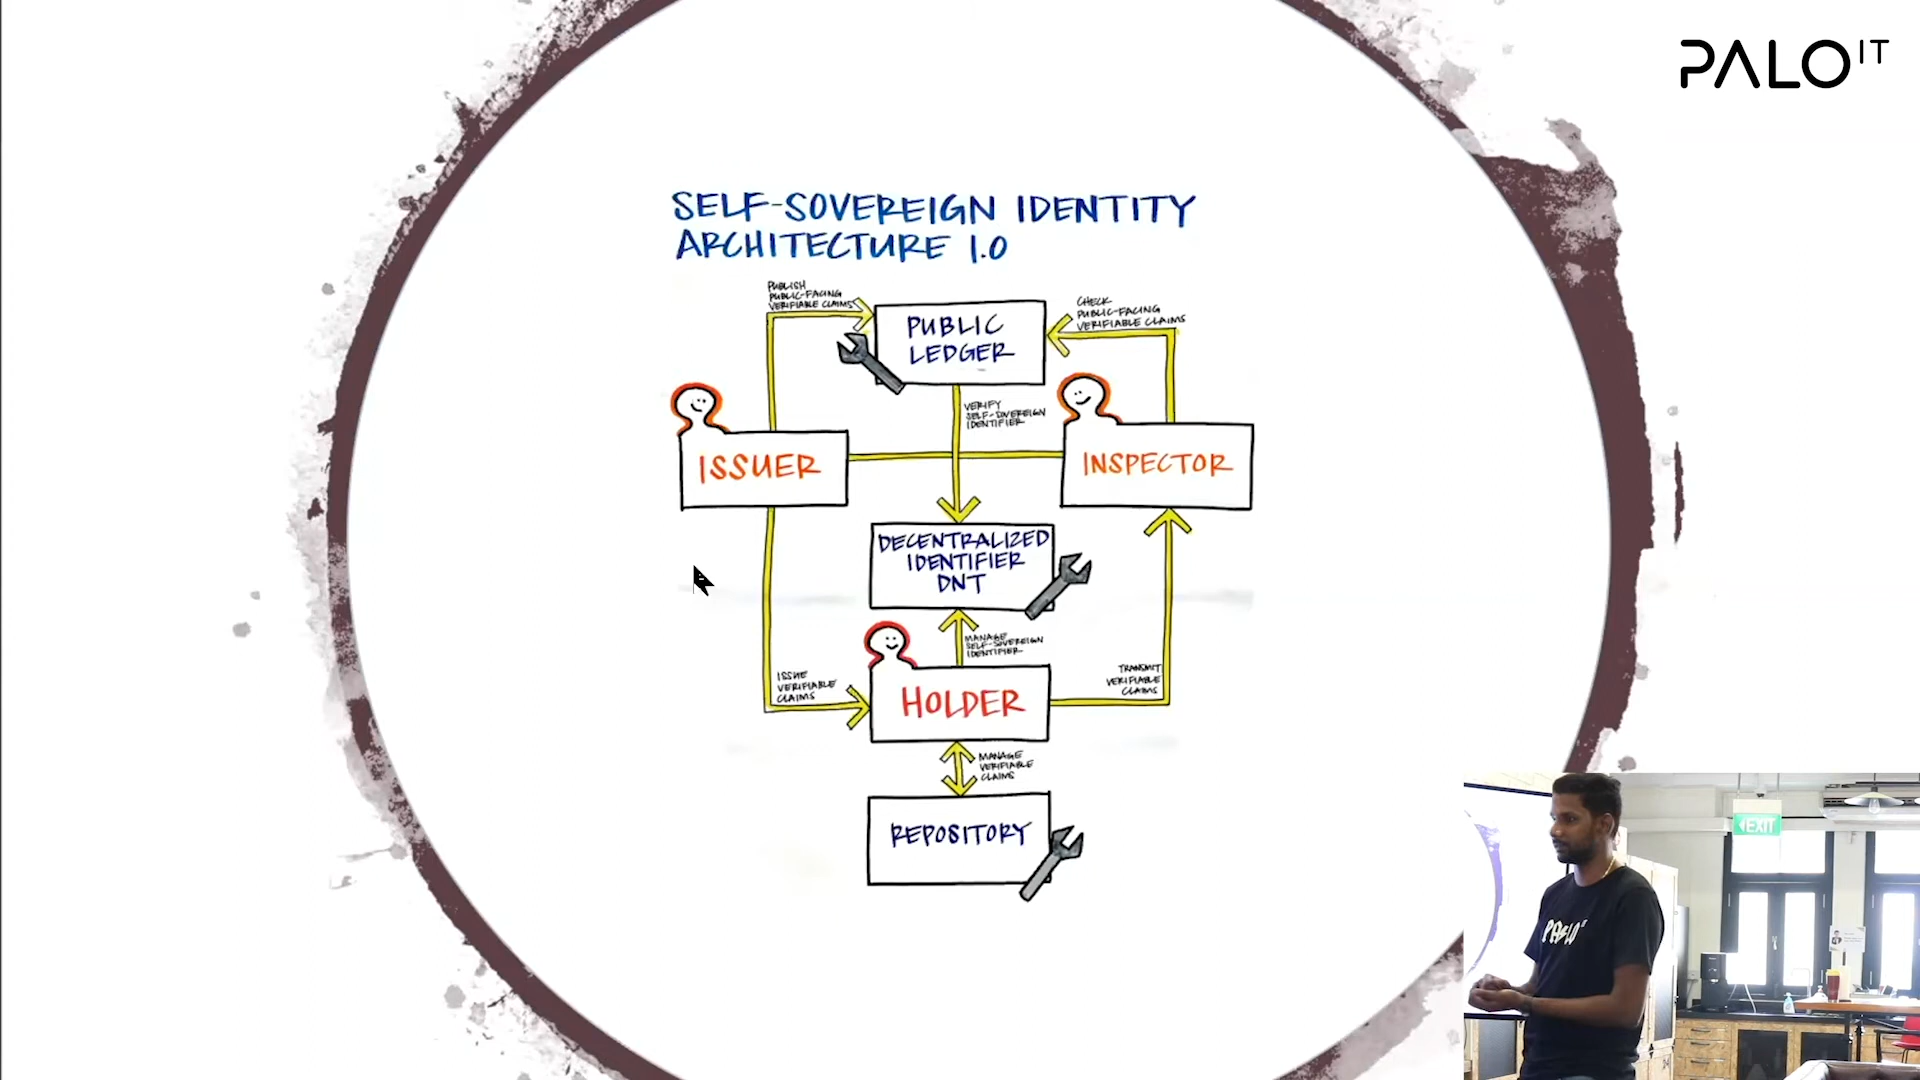 PALO IT
SELF-SOVEREIGN IDENTITY
ARCHITECTURE 1.0
PUBLISH
PUBLIC-FACING
VERIFIABLE CLAIMS
CHECK
PUBLIC-FACING
VERIFIABLE CLAIMS
PUBLIC
LEDGER
VERIFY
SELF-SOVEREIGN
IDENTIFIER
ISSUER
INSPECTOR
DECENTRALIZED
IDENTIFIER
DNT
MANAGE
SELF-SOVEREIGN
IDENTIFIER
ISSUE
VERIFIABLE
CLAIMS
HOLDER
TRANSMIT
VERIFIABLE
CLAIMS
MANAGE
VERIFIABLE
CLAIMS
REPOSITORY
EXIT
PALO IT